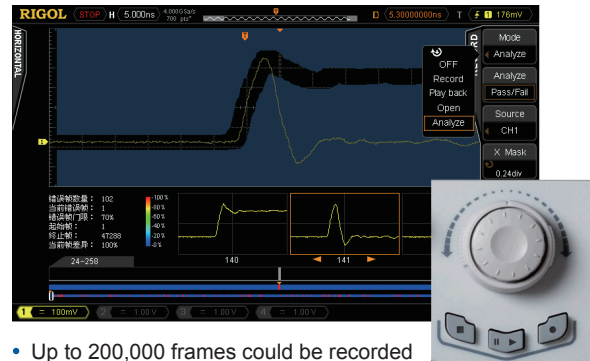 RIGOL STOP H 5.000ns 4.000GSa/s 700 pts D 5.30000000ns T 1 176mV
HORIZONTAL
OFF
Record
Play back
Open
Analyze
Mode
Analyze
Analyze
Pass/Fail
Source
CH1
X Mask
0.24div
错误帧数量: 102
当前错误帧: 1
错误帧门限: 70%
起始帧: 1
终止帧: 47288
当前帧差异: 100%
100%
80%
60%
40%
20%
0%
24-258
140
141
1 = 100mV 2 = 1.00 V 3 = 1.00 V 4 = 1.00 V
• Up to 200,000 frames could be recorded